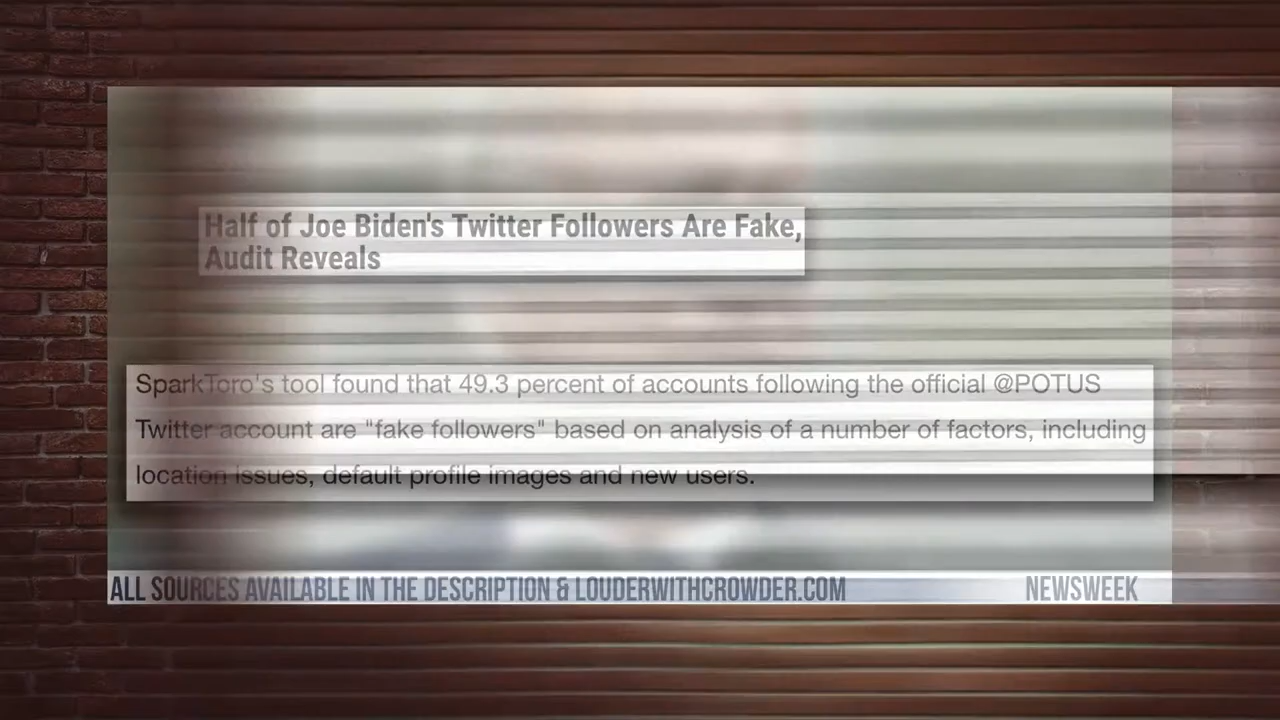 Half of Joe Biden's Twitter Followers Are Fake,
Audit Reveals
SparkToro's tool found that 49.3 percent of accounts following the official @POTUS
Twitter account are "fake followers" based on analysis of a number of factors, including
location issues, default profile images and new users.
ALL SOURCES AVAILABLE IN THE DESCRIPTION & LOUDERWITHCROWDER.COM
NEWSWEEK